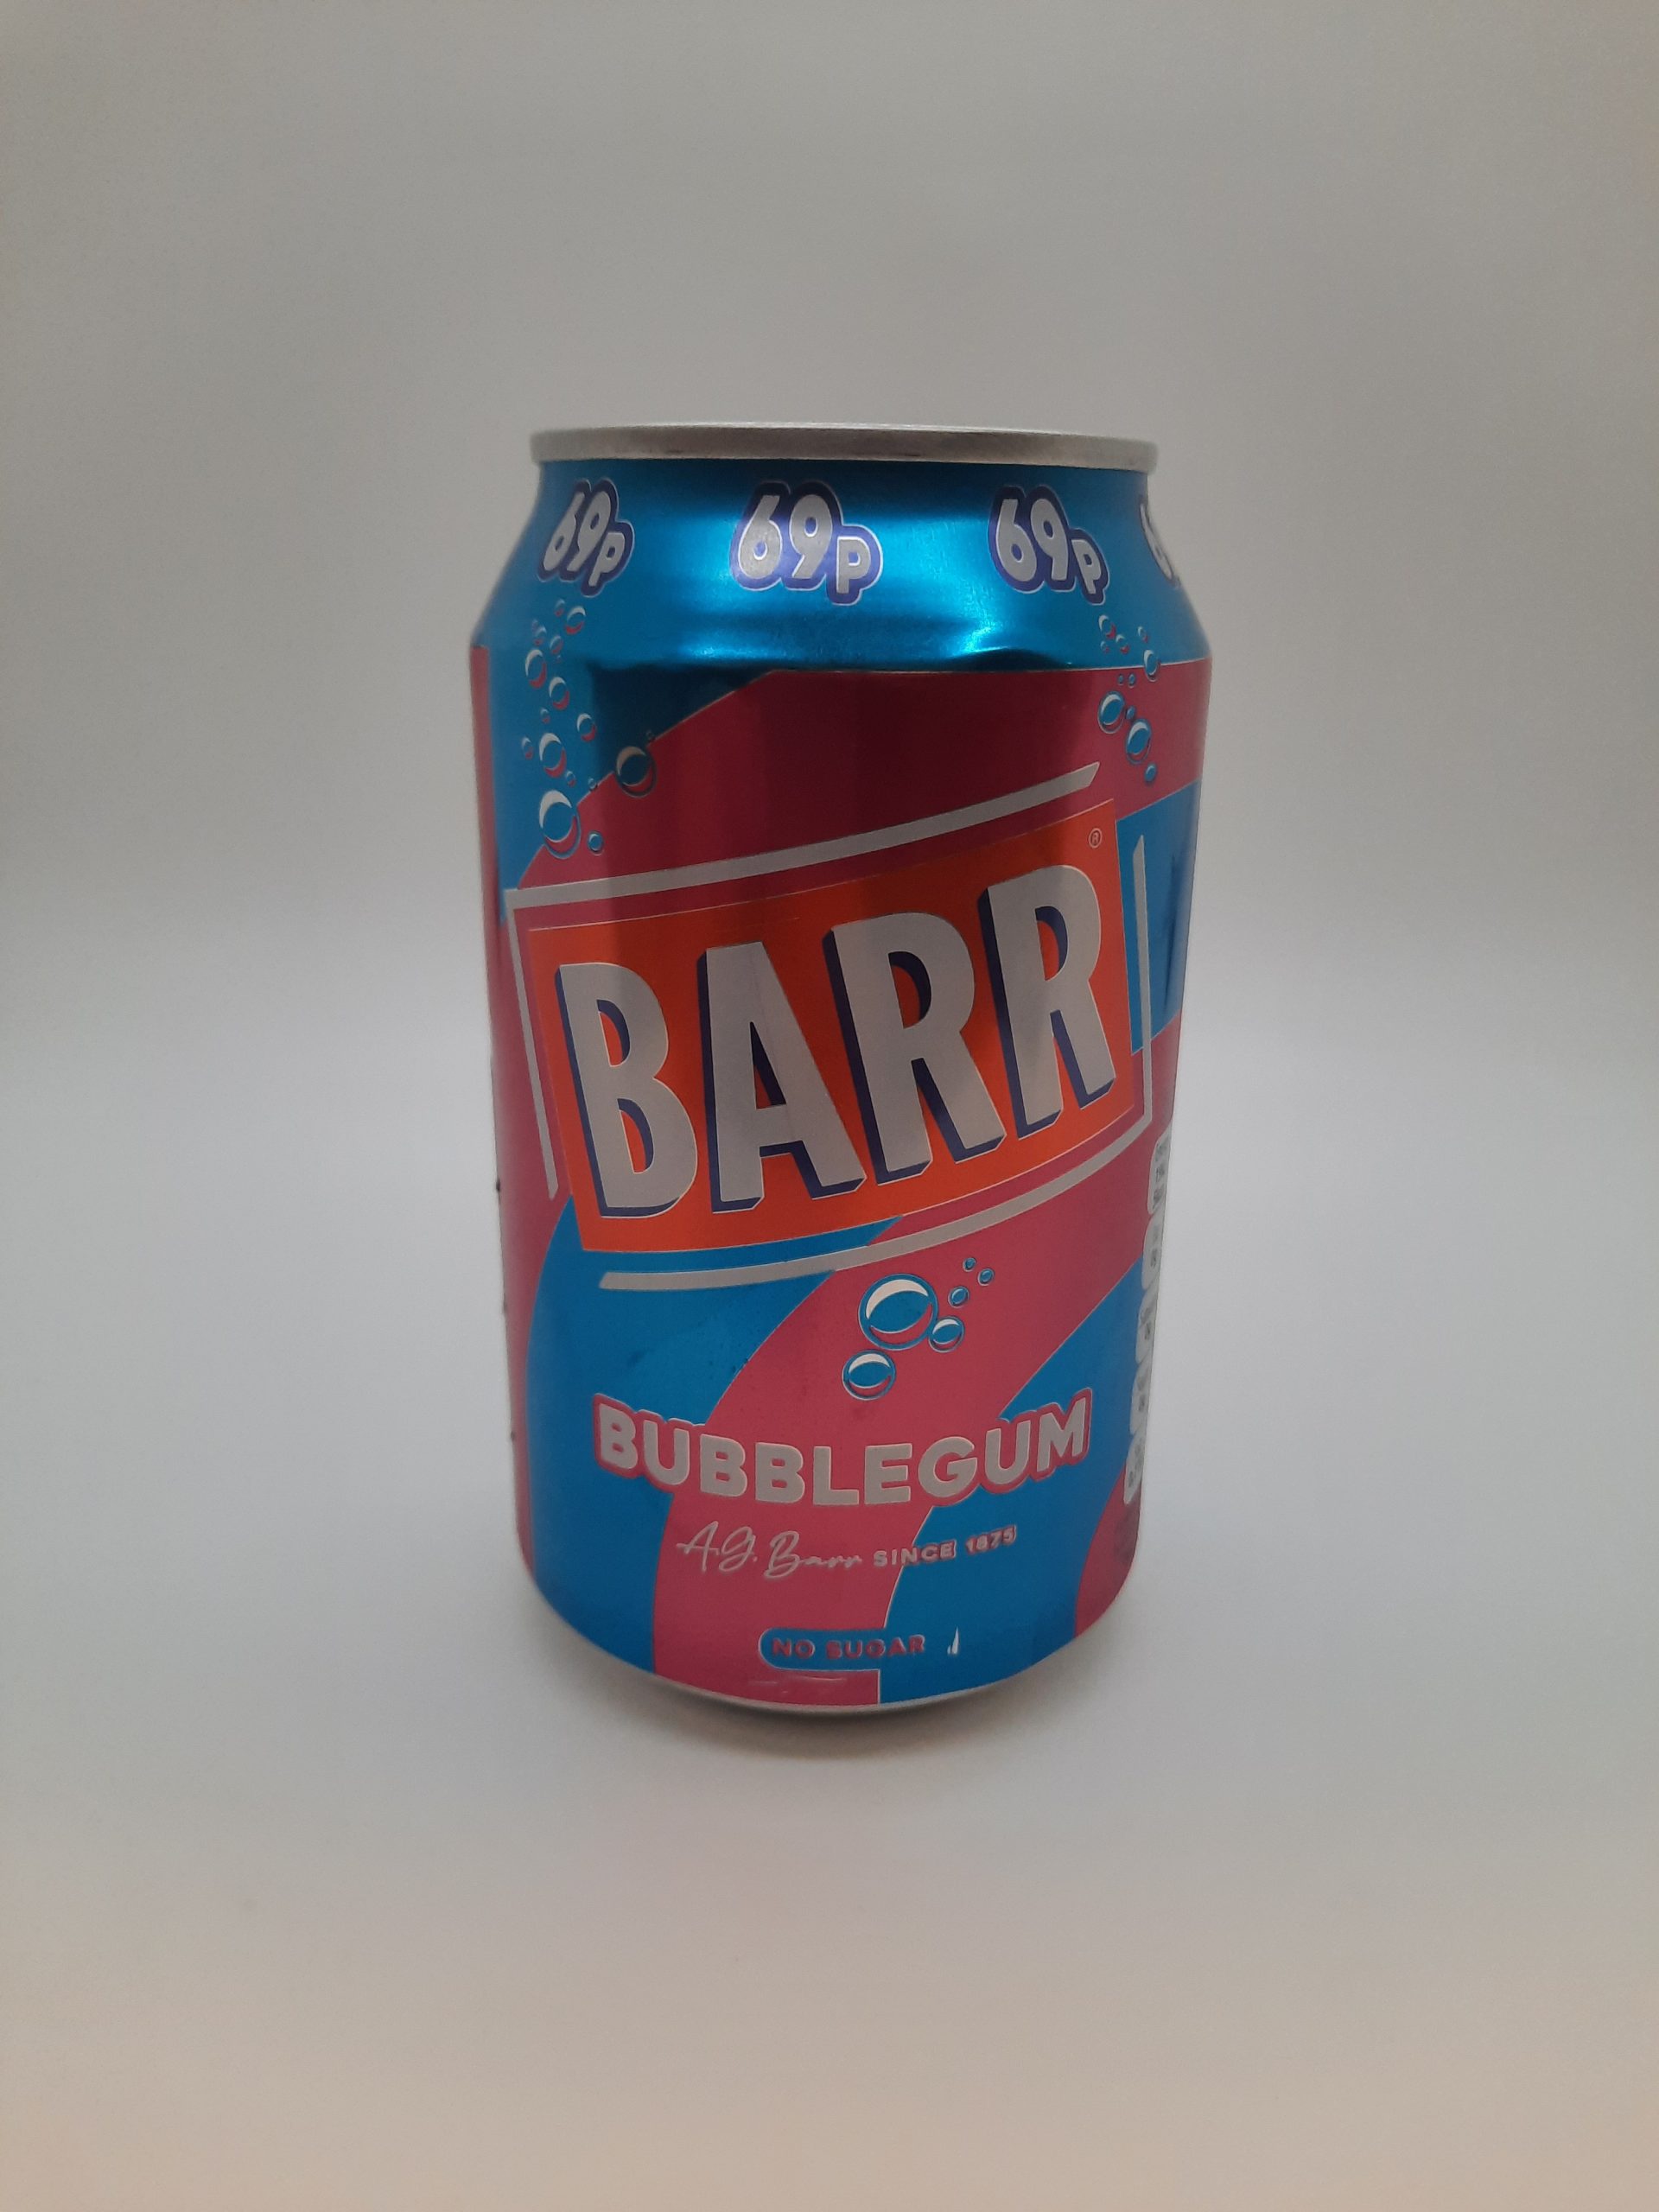 69p 69p 69p
BARR®
BUBBLEGUM
A.G. Barr SINCE 1875
NO SUGAR